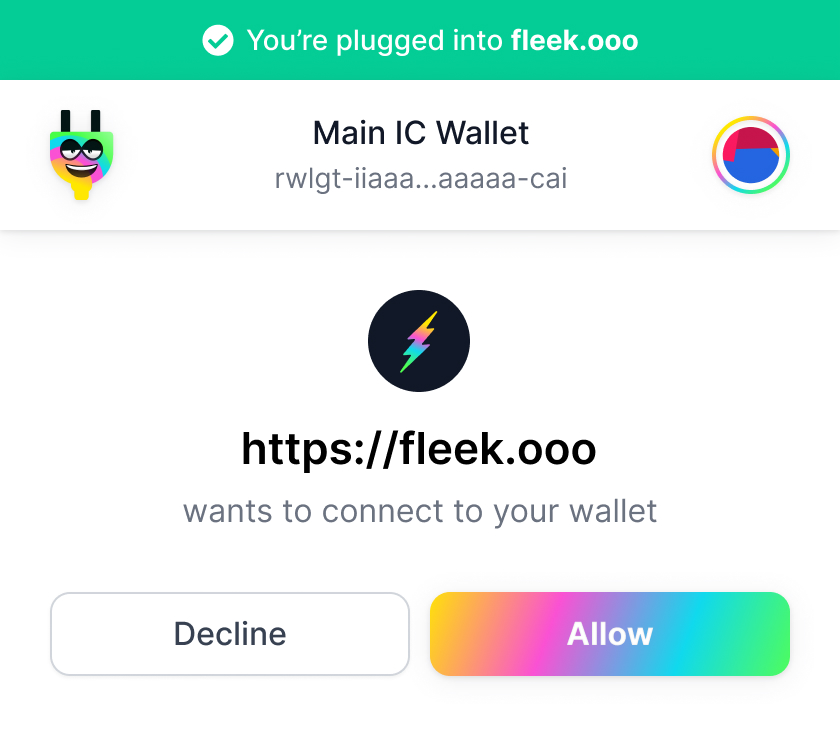 You’re plugged into fleek.ooo
Main IC Wallet
rwlgt-iiaaa...aaaaa-cai
https://fleek.ooo
wants to connect to your wallet
Decline
Allow